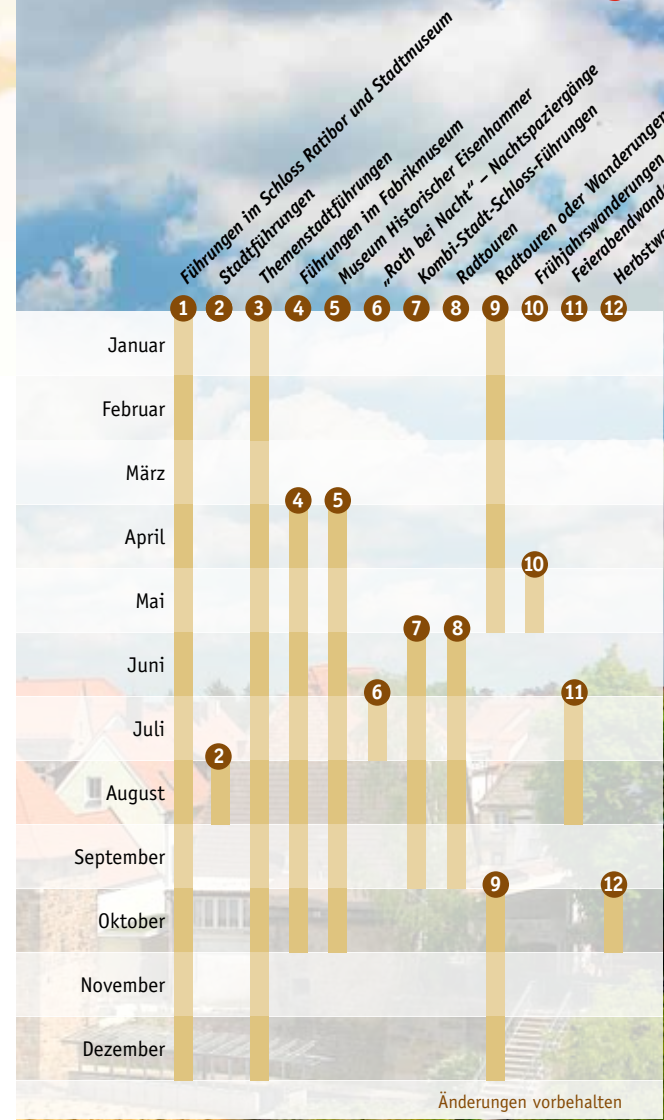 Führungen im Schloss Ratibor und Stadtmuseum
Stadtführungen
Themenstadtführungen
Führungen im Fabrikmuseum
Museum Historischer Eisenhammer
„Roth bei Nacht“ – Nachtspaziergänge
Kombi-Stadt-Schloss-Führungen
Radtouren
Radtouren oder Wanderungen
Frühjahrswanderungen
1 2 3 4 5 6 7 8 9 10 11 12
Januar
Februar
März
4 5
April
10
Mai
7 8
Juni
6 11
Juli
2
August
September
9 12
Oktober
November
Dezember
Änderungen vorbehalten